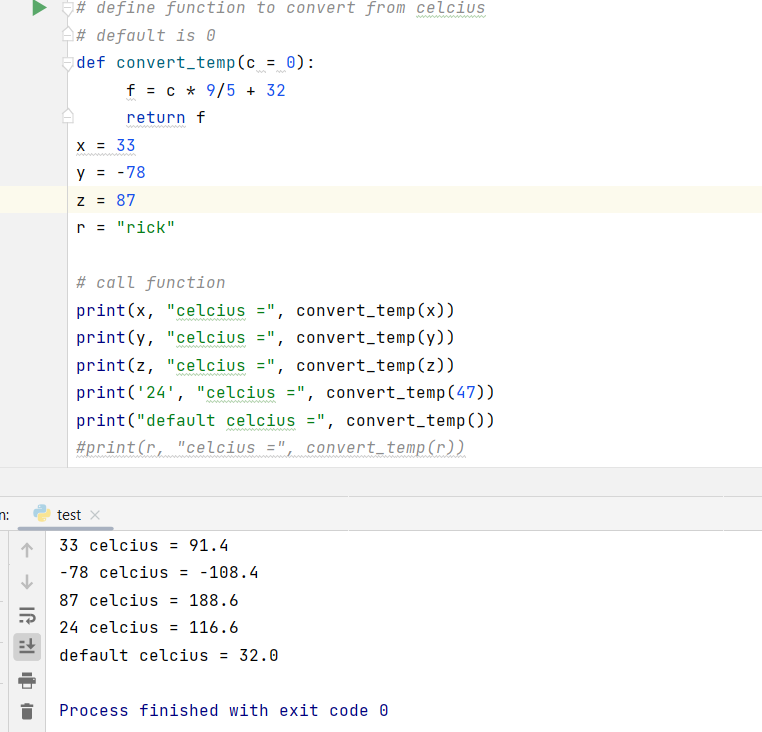 # define function to convert from celcius
# default is 0
def convert_temp(c = 0):
     f = c * 9/5 + 32
     return f
x = 33
y = -78
z = 87
r = "rick"
# call function
print(x, "celcius =", convert_temp(x))
print(y, "celcius =", convert_temp(y))
print(z, "celcius =", convert_temp(z))
print('24', "celcius =", convert_temp(47))
print("default celcius =", convert_temp())
#print(r, "celcius =", convert_temp(r))
n: test
33 celcius = 91.4
-78 celcius = -108.4
87 celcius = 188.6
24 celcius = 116.6
default celcius = 32.0
Process finished with exit code 0